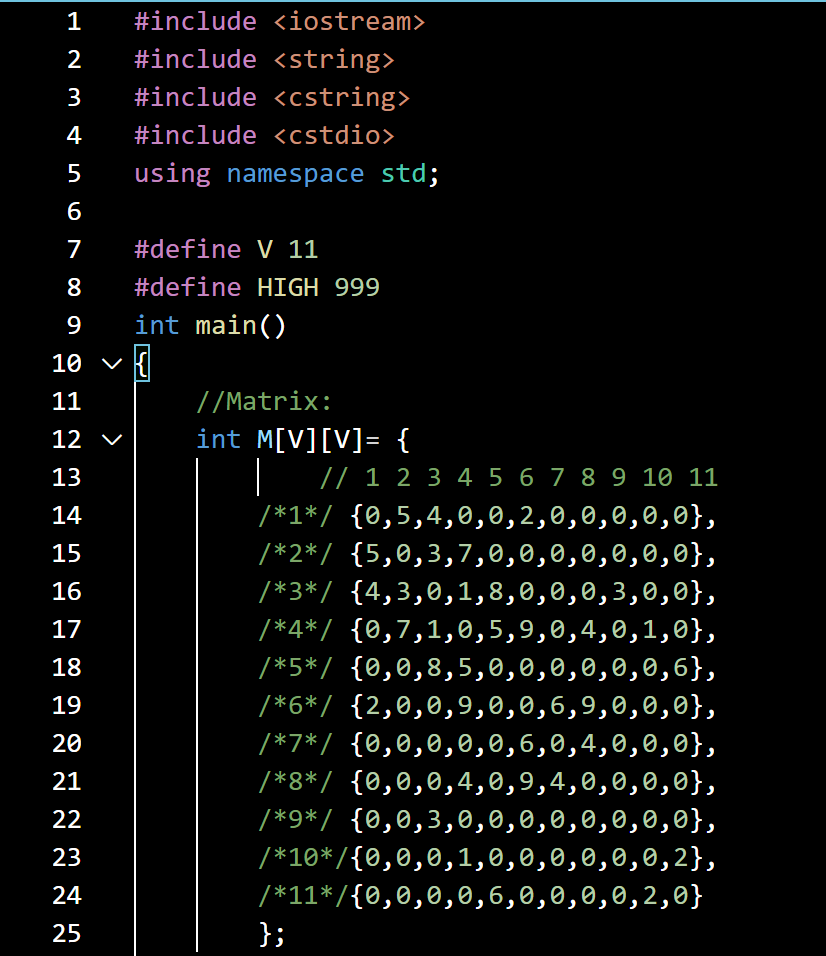 1 #include <iostream>
2 #include <string>
3 #include <cstring>
4 #include <cstdio>
5 using namespace std;
6
7 #define V 11
8 #define HIGH 999
9 int main()
10 {
11 //Matrix:
12 int M[V][V]= {
13 // 1 2 3 4 5 6 7 8 9 10 11
14 /*1*/ {0,5,4,0,0,2,0,0,0,0,0},
15 /*2*/ {5,0,3,7,0,0,0,0,0,0,0},
16 /*3*/ {4,3,0,1,8,0,0,0,3,0,0},
17 /*4*/ {0,7,1,0,5,9,0,4,0,1,0},
18 /*5*/ {0,0,8,5,0,0,0,0,0,0,6},
19 /*6*/ {2,0,0,9,0,0,6,9,0,0,0},
20 /*7*/ {0,0,0,0,0,6,0,4,0,0,0},
21 /*8*/ {0,0,0,4,0,9,4,0,0,0,0},
22 /*9*/ {0,0,3,0,0,0,0,0,0,0,0},
23 /*10*/{0,0,0,1,0,0,0,0,0,0,2},
24 /*11*/{0,0,0,0,6,0,0,0,0,2,0}
25 };